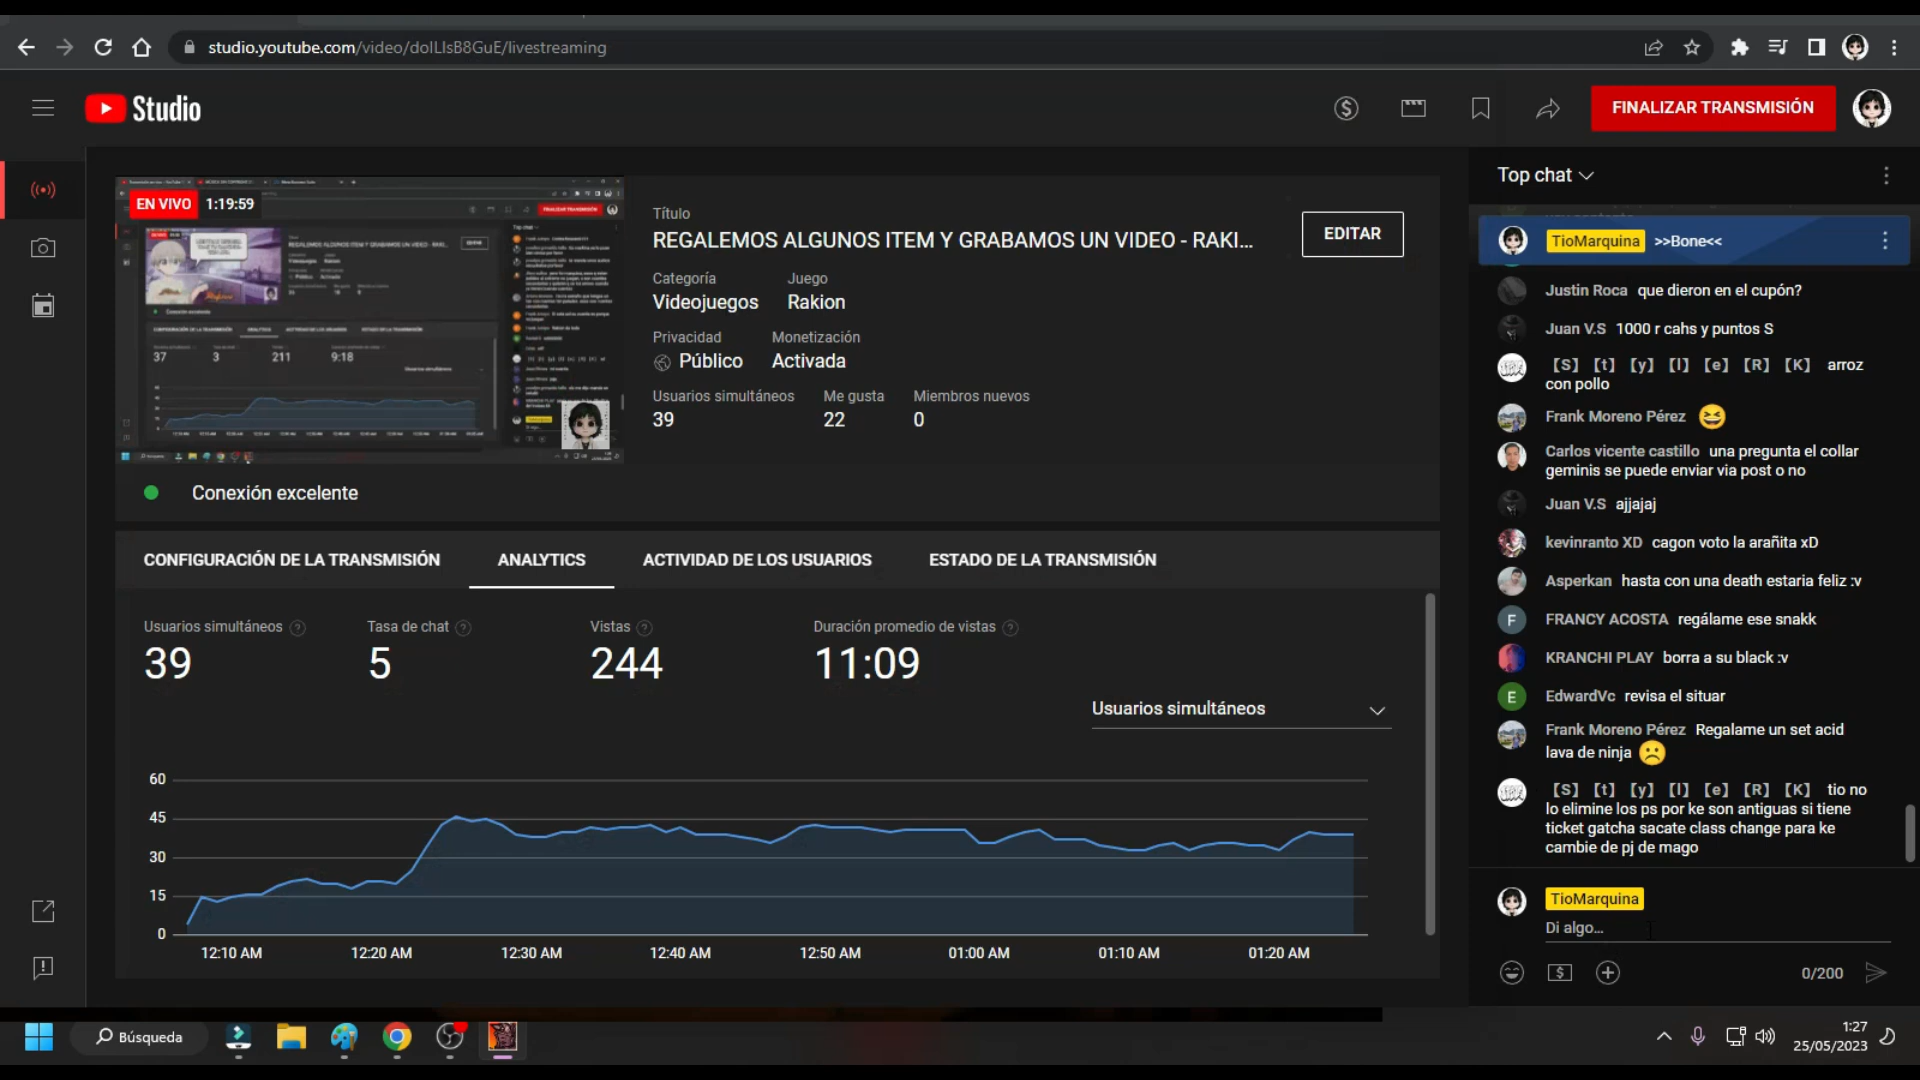 studio.youtube.com/video/dolLlsB8GuE/livestreaming
Studio
FINALIZAR TRANSMISIÓN
EN VIVO 1:19:59
37 3 211 9:18
Título
REGALEMOS ALGUNOS ITEM Y GRABAMOS UN VIDEO - RAKI...
EDITAR
Categoría Juego
Videojuegos Rakion
Privacidad Monetización
Público Activada
Usuarios simultáneos Me gusta Miembros nuevos
39 22 0
Conexión excelente
CONFIGURACIÓN DE LA TRANSMISIÓN ANALYTICS ACTIVIDAD DE LOS USUARIOS ESTADO DE LA TRANSMISIÓN
Usuarios simultáneos Tasa de chat Vistas Duración promedio de vistas
39 5 244 11:09
Usuarios simultáneos
60
45
30
15
0
12:10 AM 12:20 AM 12:30 AM 12:40 AM 12:50 AM 01:00 AM 01:10 AM 01:20 AM
Top chat
TioMarquina >>Bone<<
Justin Roca que dieron en el cupón?
Juan V.S 1000 r cahs y puntos S
【S】【t】【y】【l】【e】【R】【K】 arroz
con pollo
Frank Moreno Pérez 😆
Carlos vicente castillo una pregunta el collar
geminis se puede enviar via post o no
Juan V.S ajjajaj
kevinranto XD cagon voto la arañita xD
Asperkan hasta con una death estaria feliz :v
F FRANCY ACOSTA regálame ese snakk
KRANCHI PLAY borra a su black :v
E EdwardVc revisa el situar
Frank Moreno Pérez Regalame un set acid
lava de ninja ☹️
【S】【t】【y】【l】【e】【R】【K】 tio no
lo elimine los ps por ke son antiguas si tiene
ticket gatcha sacate class change para ke
cambie de pj de mago
TioMarquina
Di algo...
0/200
Búsqueda
1:27
25/05/2023